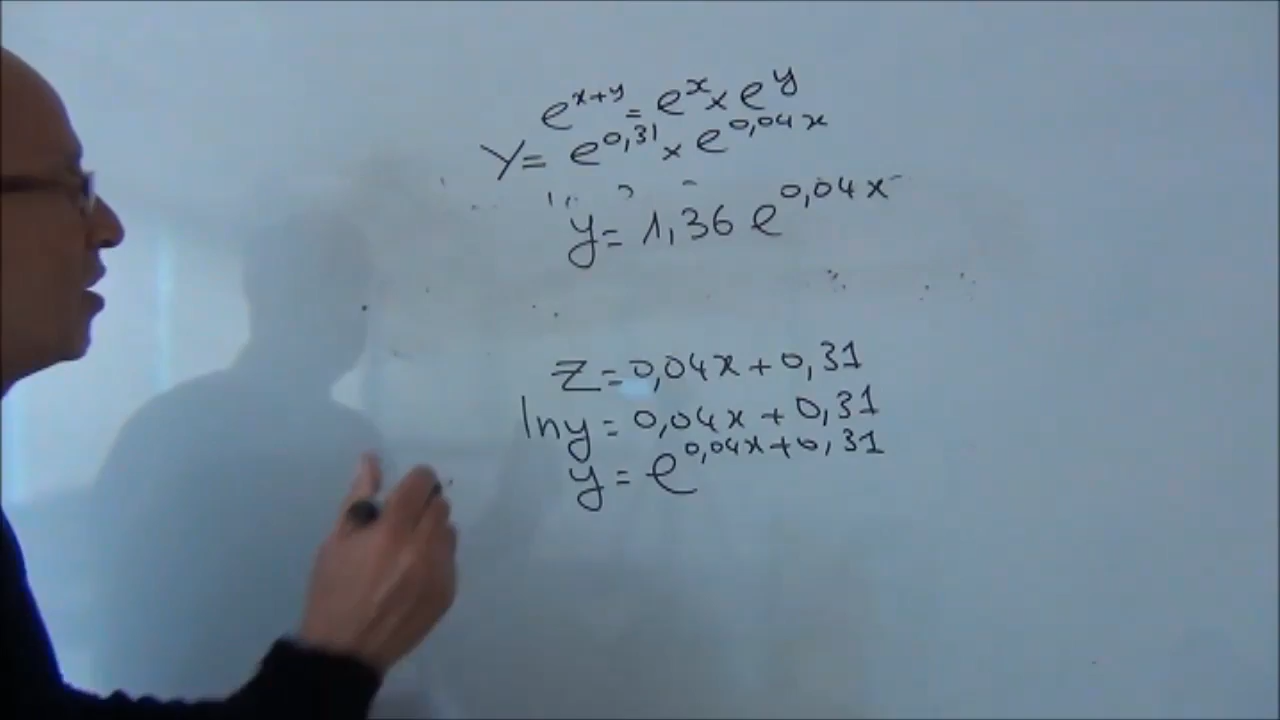 e^{x+y} = e^x × e^y
Y = e^{0,31} × e^{0,04x}
y = 1,36 e^{0,04x}
z = 0,04x + 0,31
ln y = 0,04x + 0,31
y = e^{0,04x+0,31}